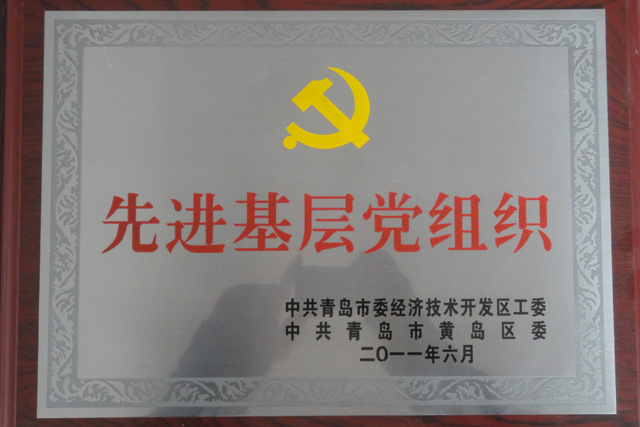 先进基层党组织
中共青岛市委经济技术开发区工委
中共青岛市黄岛区委
二〇一一年六月